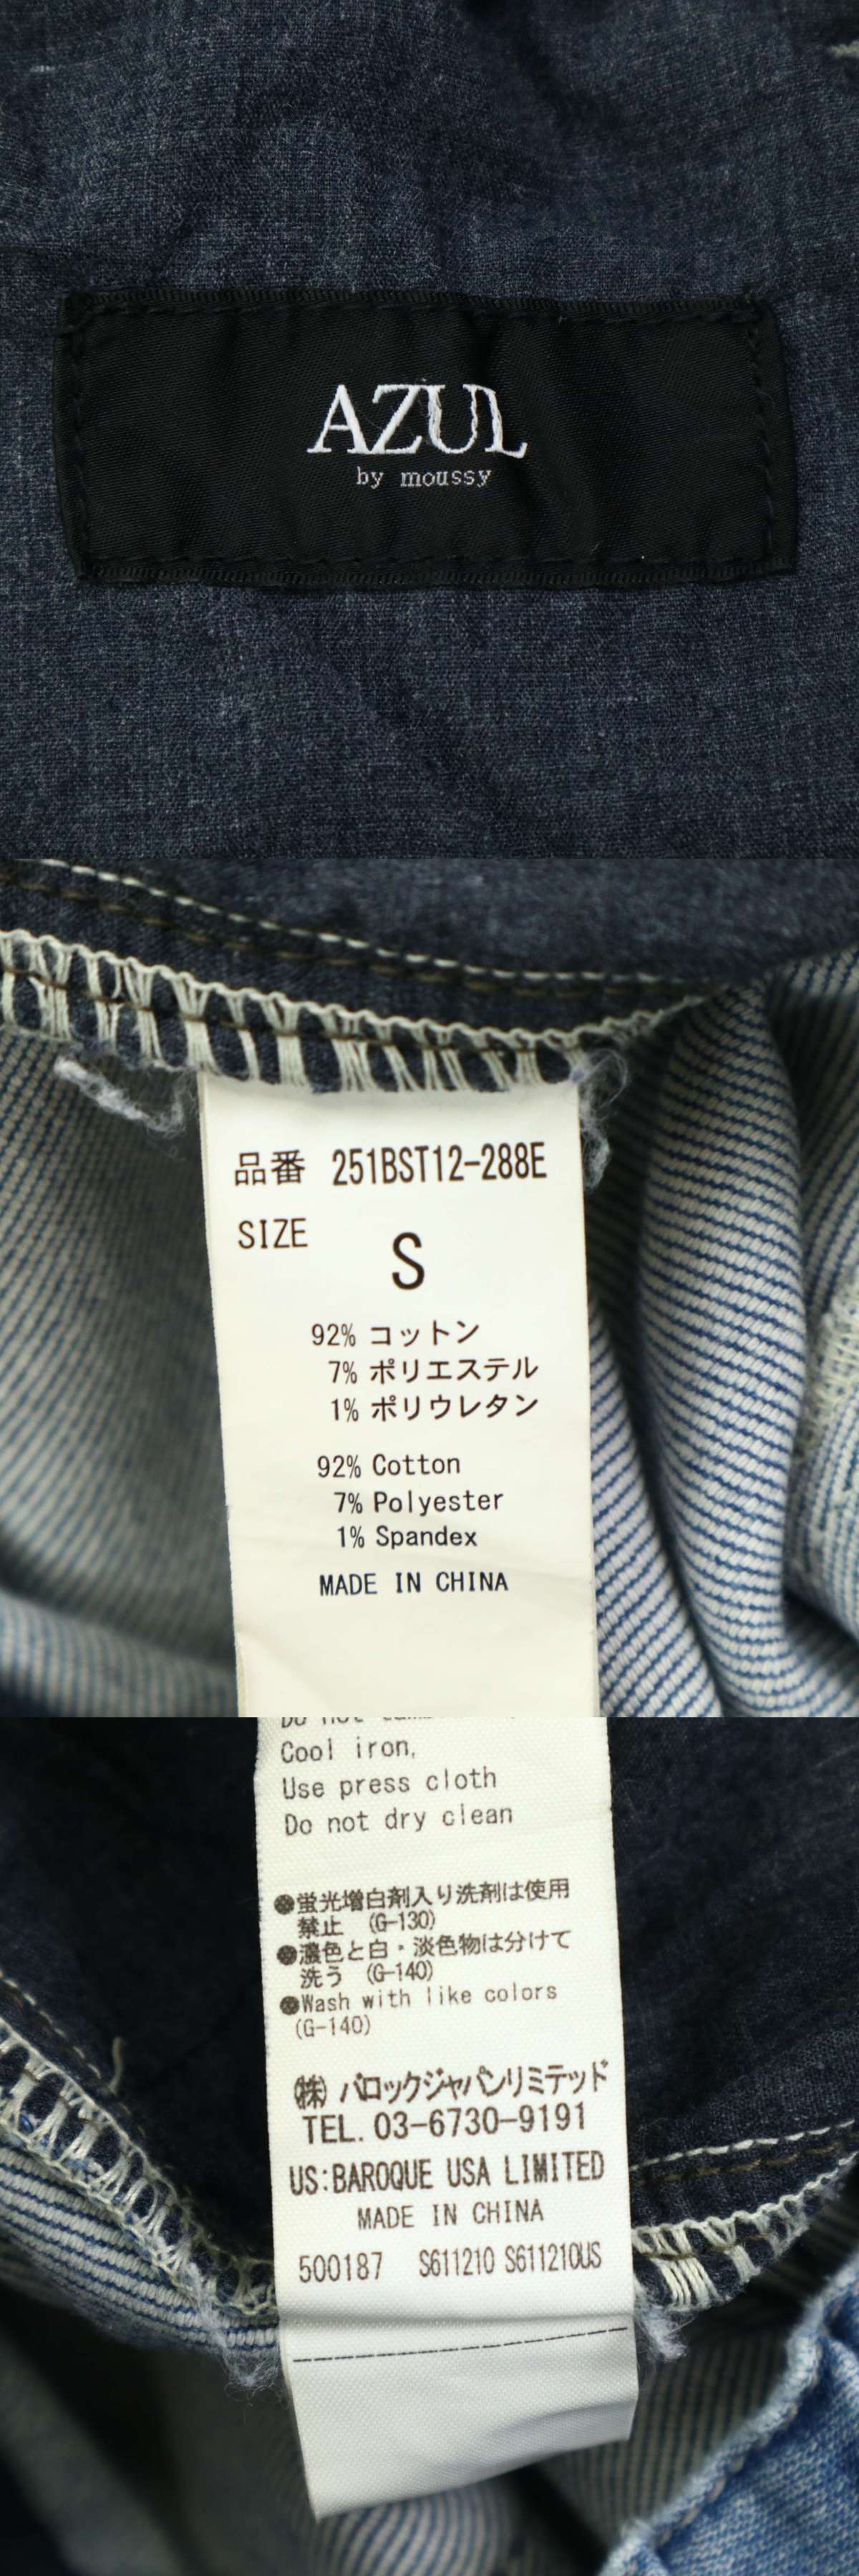 AZUL
by moussy
品番 251BST12-288E
SIZE
S
92% コットン
7% ポリエステル
1% ポリウレタン
92% Cotton
7% Polyester
1% Spandex
MADE IN CHINA
Cool iron,
Use press cloth
Do not dry clean
●蛍光増白剤入り洗剤は使用
禁止 (G-130)
●濃色と白・淡色物は分けて
洗う (G-140)
●Wash with like colors
(G-140)
㈱ バロックジャパンリミテッド
TEL. 03-6730-9191
US:BAROQUE USA LIMITED
MADE IN CHINA
500187 S611210 S611210US